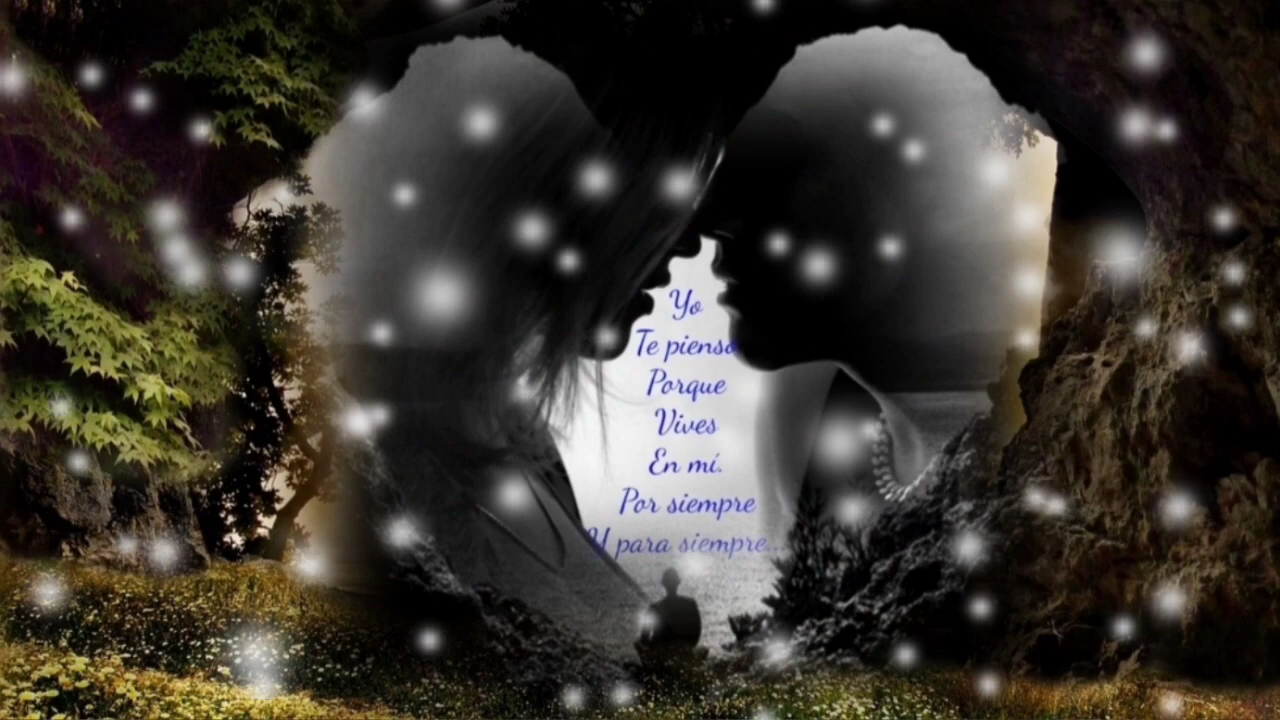 Yo
Te pienso
Porque
Vives
En mí.
Por siempre
Y para siempre...